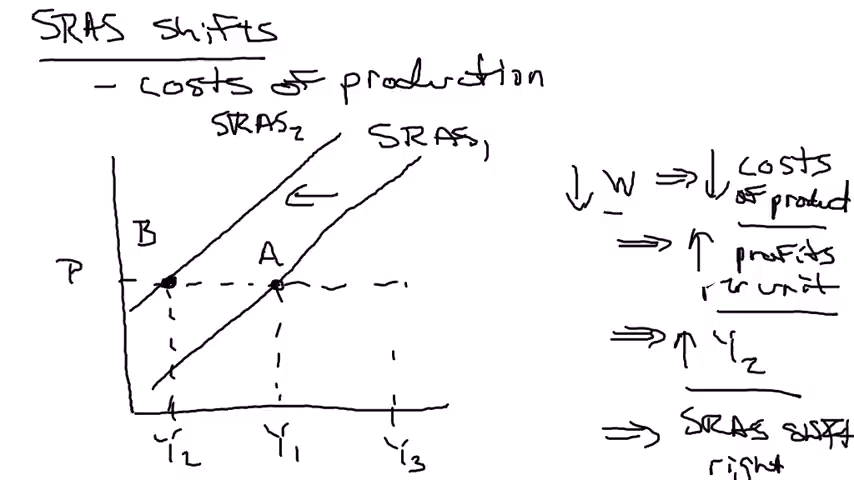 SRAS shifts
- costs of production
SRAS2
SRAS1
B
A
P
Y2
Y1
Y3
↓ W ⇒ ↓ costs
of product
⇒ ↑ profits
per unit
⇒ ↑ Y2
⇒ SRAS shift
right